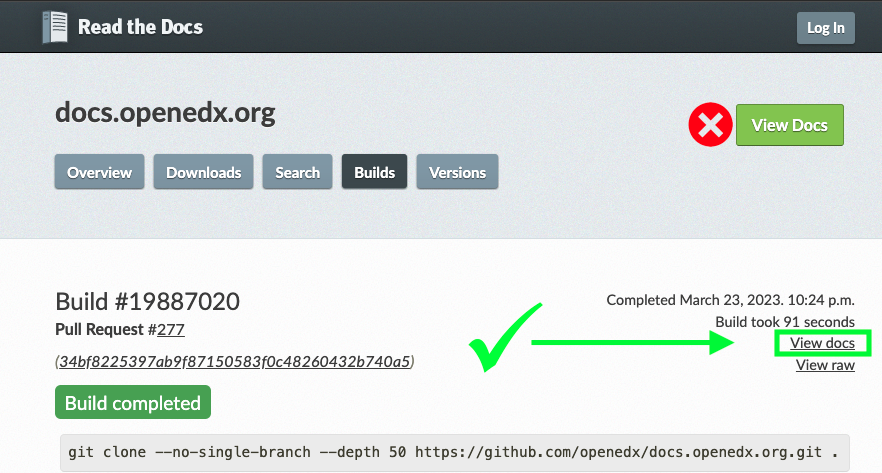 Read the Docs
Log In
docs.openedx.org
View Docs
Overview
Downloads
Search
Builds
Versions
Build #19887020
Completed March 23, 2023. 10:24 p.m.
Pull Request #277
Build took 91 seconds
View docs
(34bf8225397ab9f87150583f0c48260432b740a5)
View raw
Build completed
git clone --no-single-branch --depth 50 https://github.com/openedx/docs.openedx.org.git .